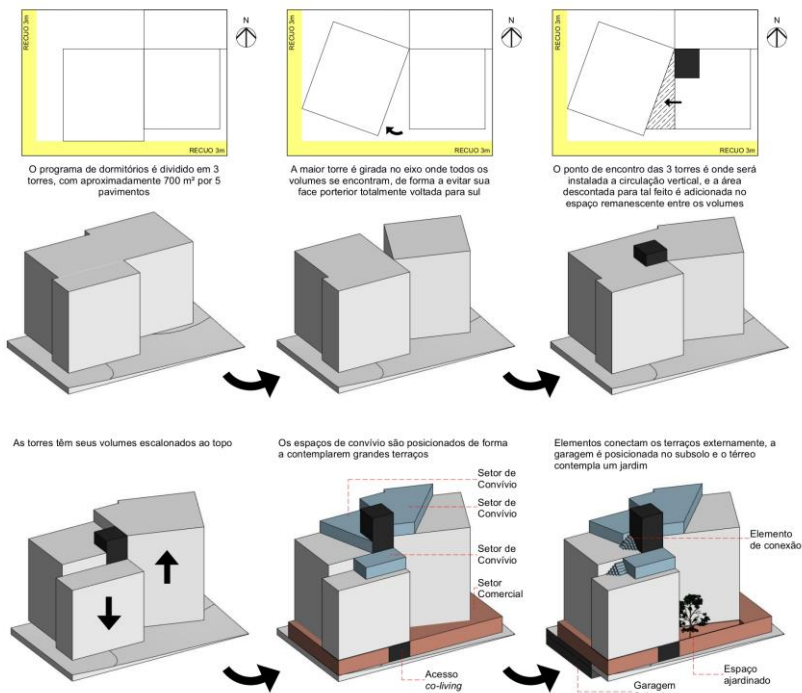 RECUO 3m
N
RECUO 3m
RECUO 3m
N
RECUO 3m
RECUO 3m
N
RECUO 3m
O programa de dormitórios é dividido em 3
torres, com aproximadamente 700 m² por 5
pavimentos
A maior torre é girada no eixo onde todos os
volumes se encontram, de forma a evitar sua
face porterior totalmente voltada para sul
O ponto de encontro das 3 torres é onde será
instalada a circulação vertical, e a área
descontada para tal feito é adicionada no
espaço remanescente entre os volumes
As torres têm seus volumes escalonados ao topo
Os espaços de convívio são posicionados de forma
a contemplarem grandes terraços
Setor de
Convívio
Setor de
Convívio
Setor de
Convívio
Setor
Comercial
Acesso
co-living
Elementos conectam os terraços externamente, a
garagem é posicionada no subsolo e o térreo
contempla um jardim
Elemento
de conexão
Espaço
ajardinado
Garagem